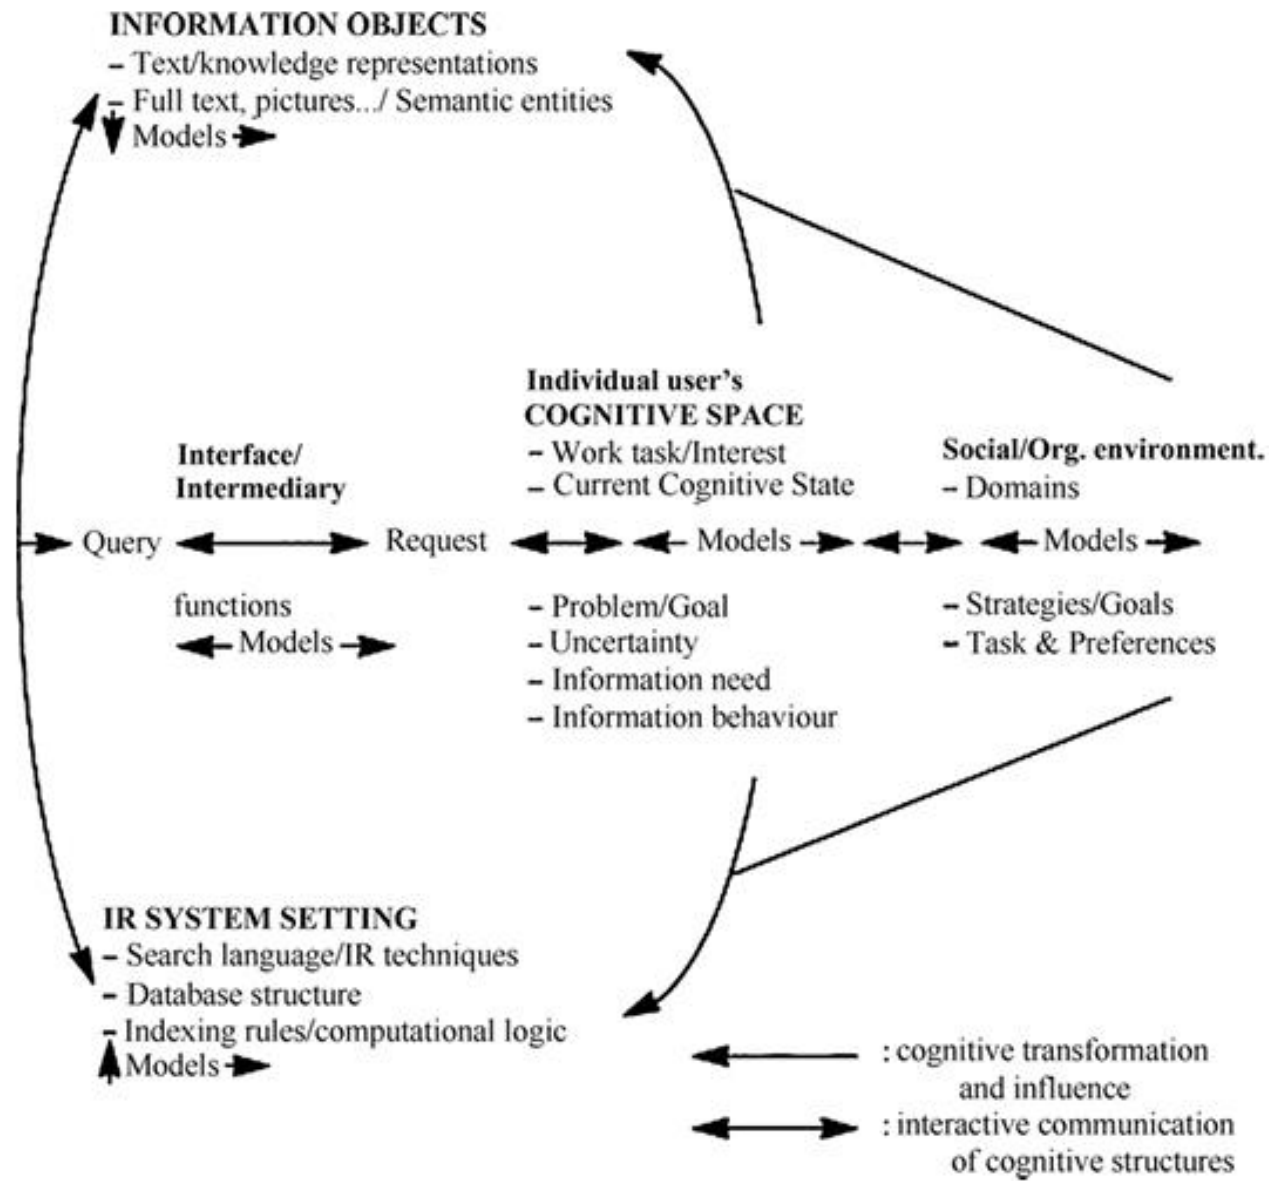 INFORMATION OBJECTS
– Text/knowledge representations
– Full text, pictures.../ Semantic entities
Models
Individual user's
COGNITIVE SPACE
– Work task/Interest
– Current Cognitive State
Interface/
Intermediary
Social/Org. environment.
– Domains
Query
Request
Models
Models
functions
Models
– Problem/Goal
– Uncertainty
– Information need
– Information behaviour
– Strategies/Goals
– Task & Preferences
IR SYSTEM SETTING
– Search language/IR techniques
– Database structure
– Indexing rules/computational logic
Models
: cognitive transformation
and influence
: interactive communication
of cognitive structures